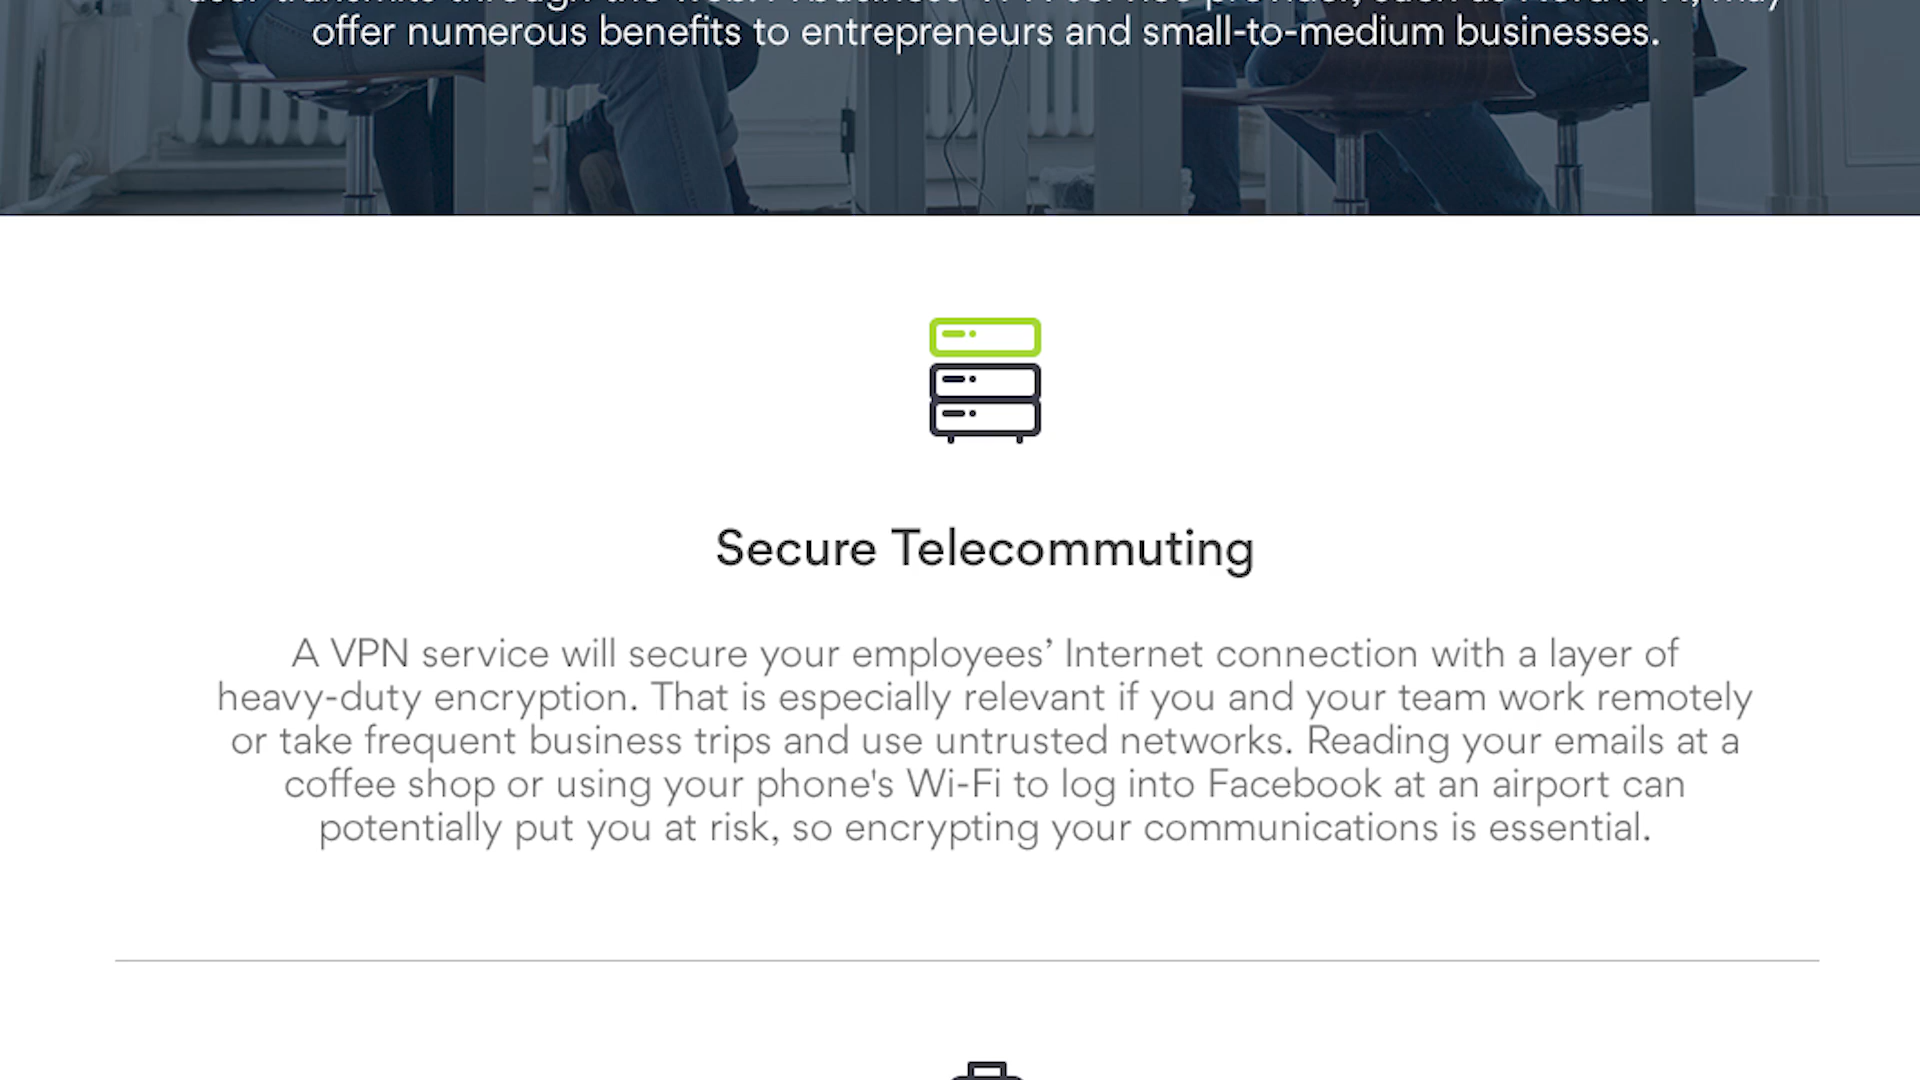 offer numerous benefits to entrepreneurs and small-to-medium businesses.
Secure Telecommuting
A VPN service will secure your employees’ Internet connection with a layer of
heavy-duty encryption. That is especially relevant if you and your team work remotely
or take frequent business trips and use untrusted networks. Reading your emails at a
coffee shop or using your phone's Wi-Fi to log into Facebook at an airport can
potentially put you at risk, so encrypting your communications is essential.